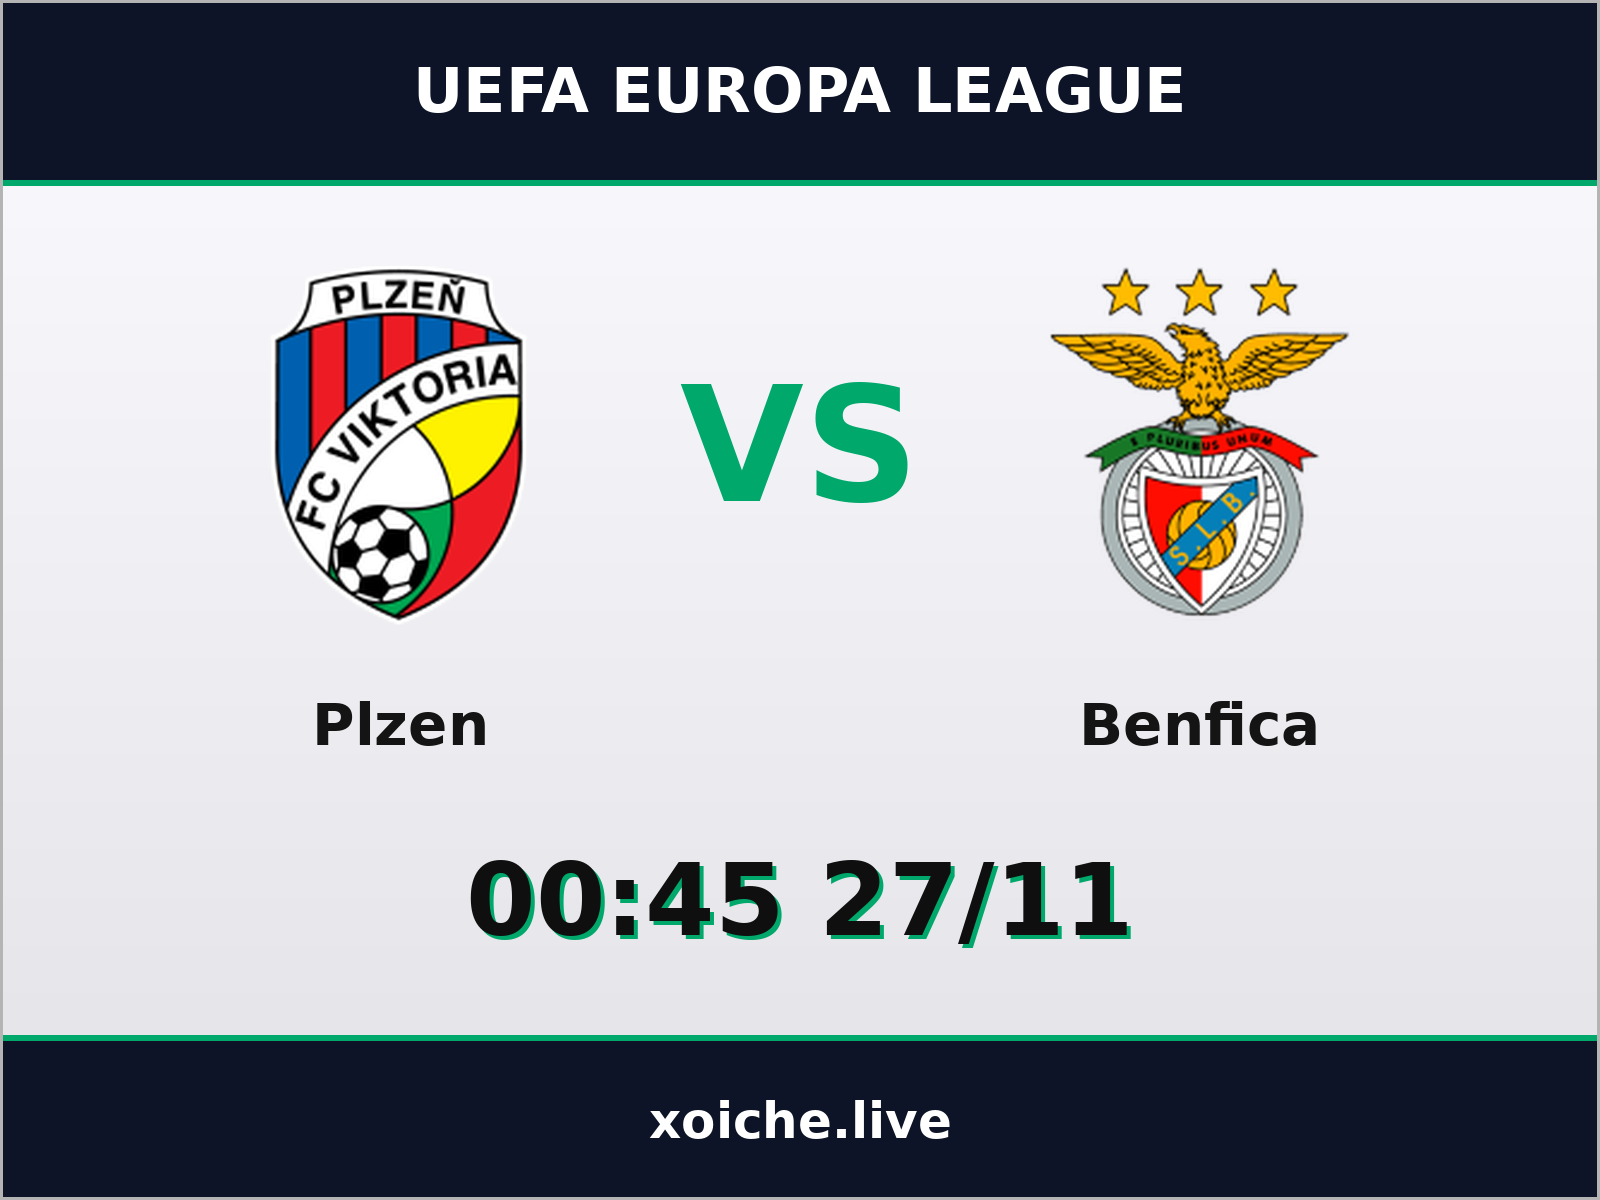 UEFA EUROPA LEAGUE
PLZEŇ
FC VIKTORIA
VS
E PLURIBUS UNUM
S.L.B.
Plzen
Benfica
00:45 27/11
xoiche.live